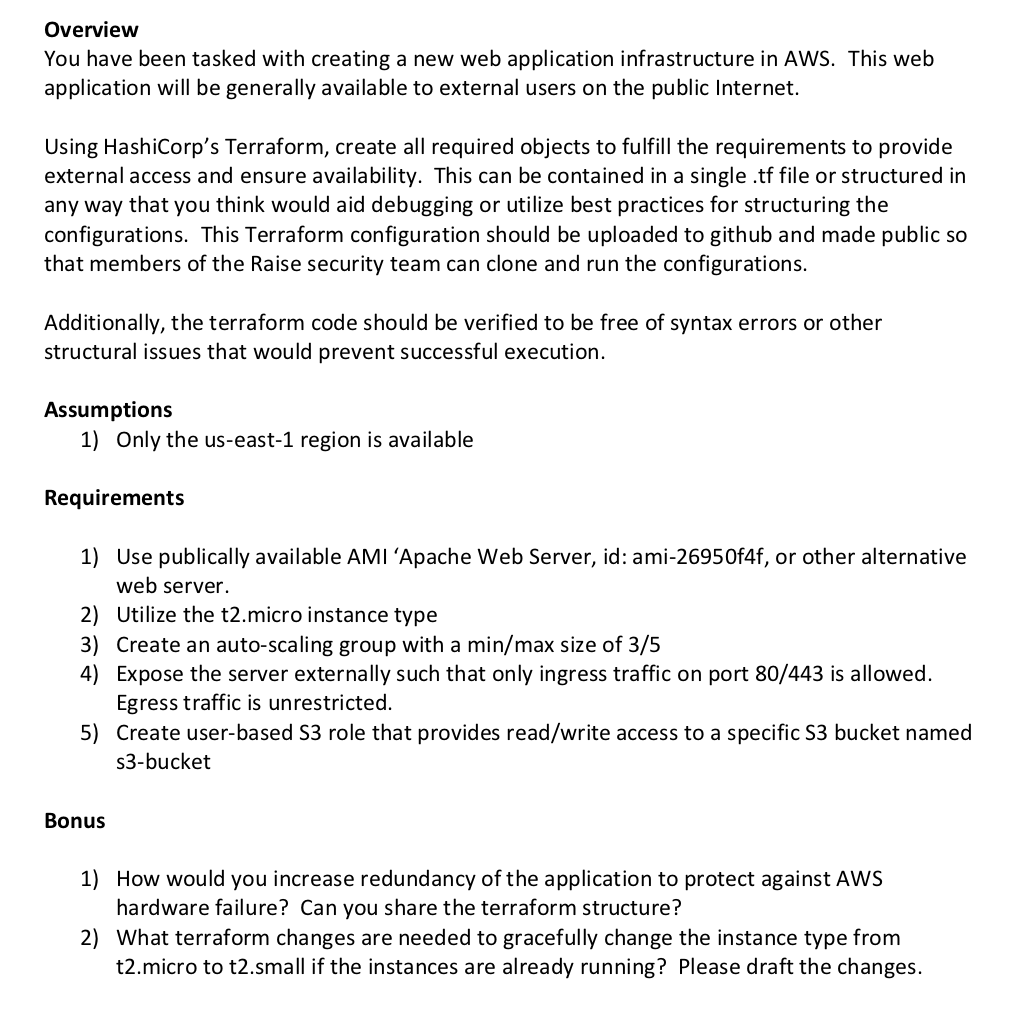 Overview
You have been tasked with creating a new web application infrastructure in AWS.  This web
application will be generally available to external users on the public Internet.
Using HashiCorp’s Terraform, create all required objects to fulfill the requirements to provide
external access and ensure availability.  This can be contained in a single .tf file or structured in
any way that you think would aid debugging or utilize best practices for structuring the
configurations.  This Terraform configuration should be uploaded to github and made public so
that members of the Raise security team can clone and run the configurations.
Additionally, the terraform code should be verified to be free of syntax errors or other
structural issues that would prevent successful execution.
Assumptions
1) Only the us-east-1 region is available
Requirements
1) Use publically available AMI ‘Apache Web Server, id: ami-26950f4f, or other alternative
web server.
2) Utilize the t2.micro instance type
3) Create an auto-scaling group with a min/max size of 3/5
4) Expose the server externally such that only ingress traffic on port 80/443 is allowed.
Egress traffic is unrestricted.
5) Create user-based S3 role that provides read/write access to a specific S3 bucket named
s3-bucket
Bonus
1) How would you increase redundancy of the application to protect against AWS
hardware failure?  Can you share the terraform structure?
2) What terraform changes are needed to gracefully change the instance type from
t2.micro to t2.small if the instances are already running?  Please draft the changes.